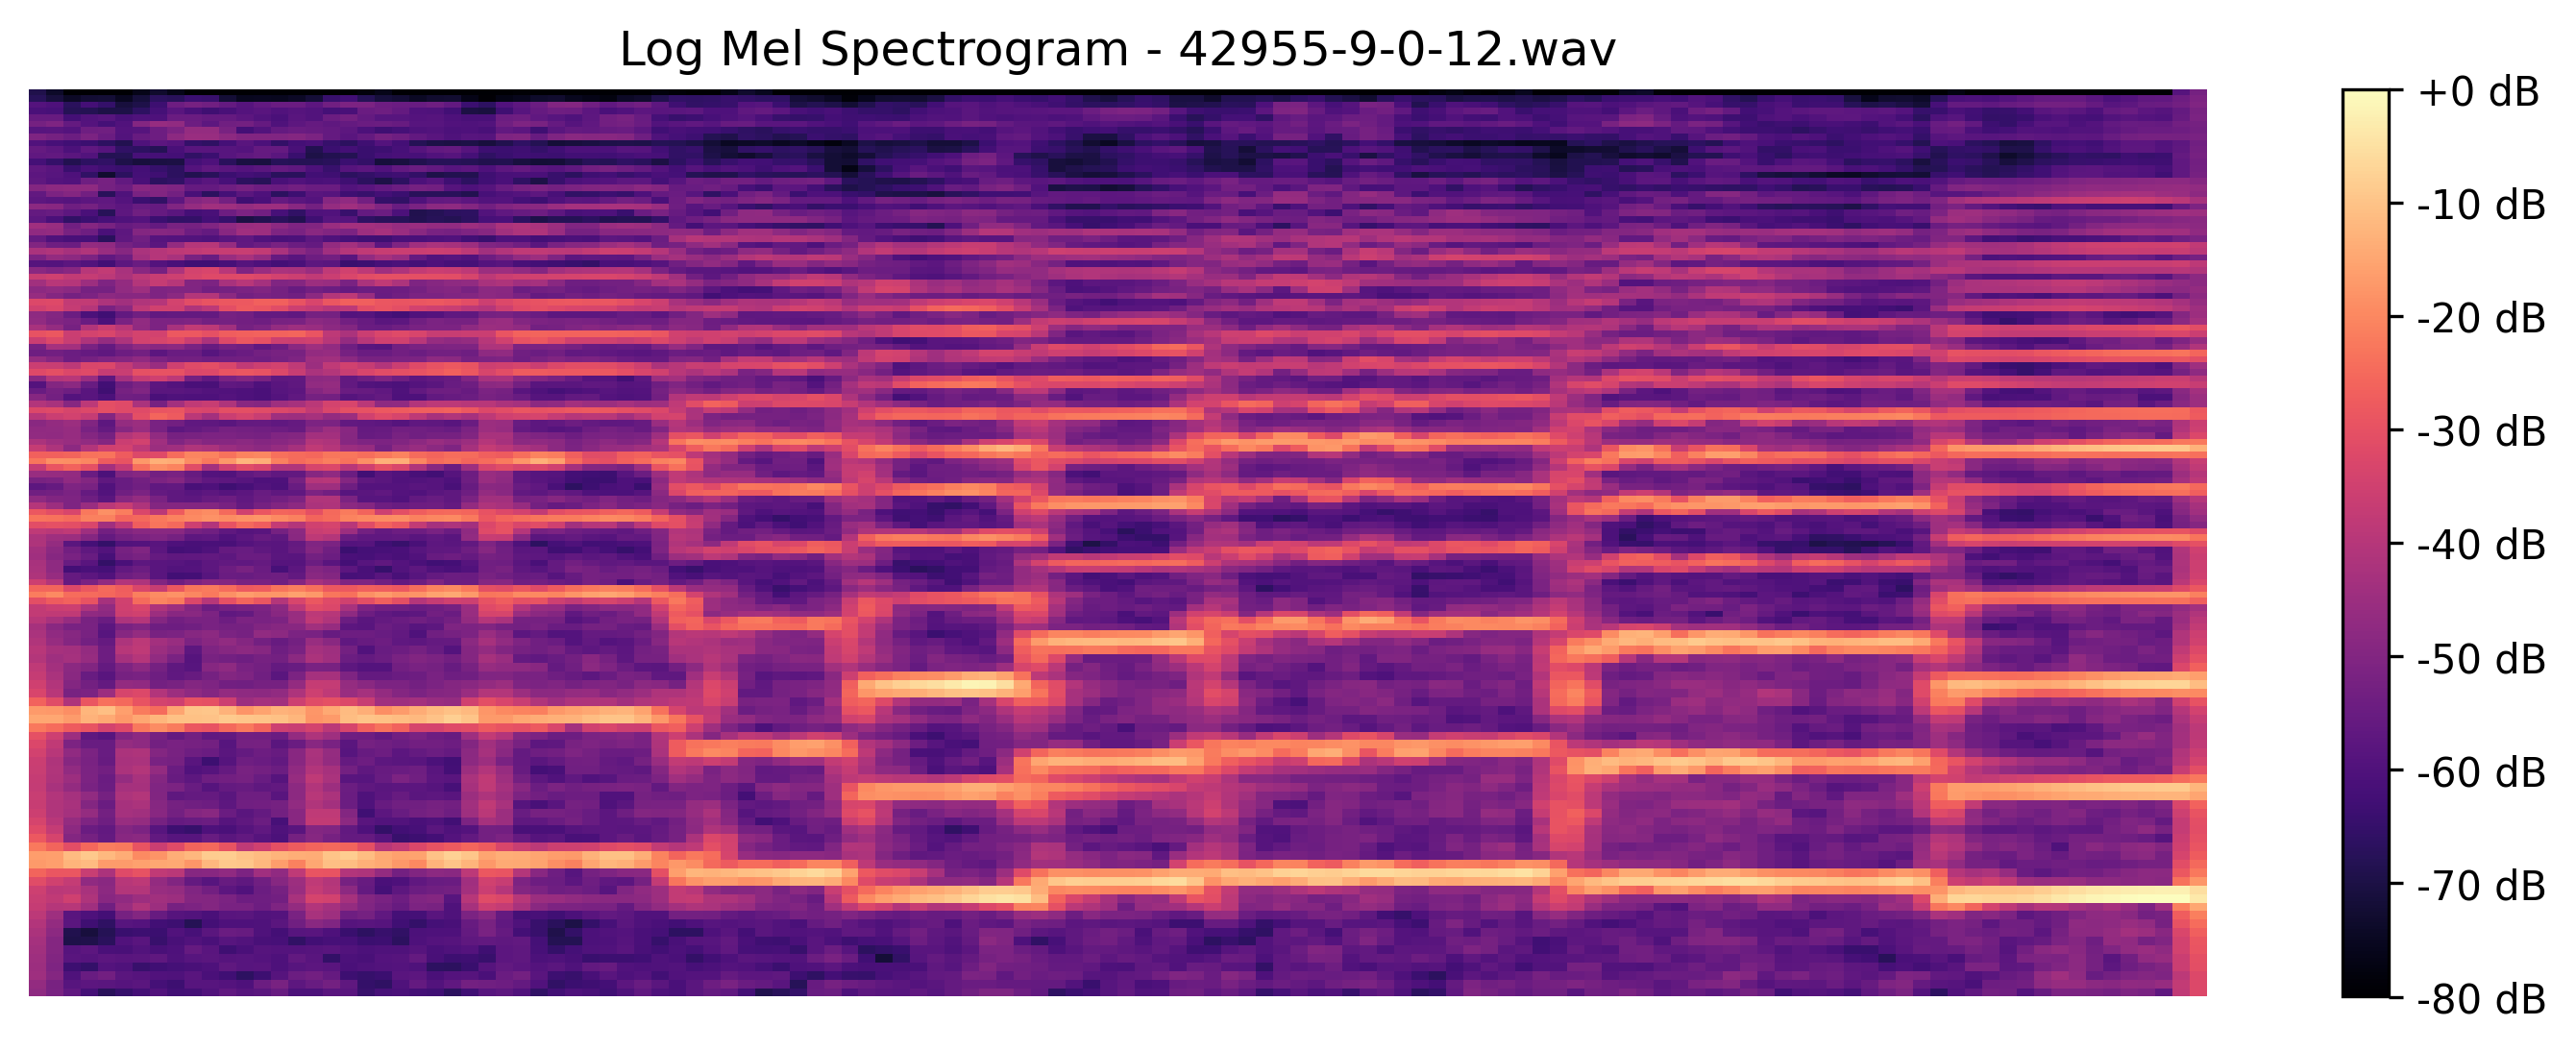 Log Mel Spectrogram - 42955-9-0-12.wav
+0 dB
-10 dB
-20 dB
-30 dB
-40 dB
-50 dB
-60 dB
-70 dB
-80 dB